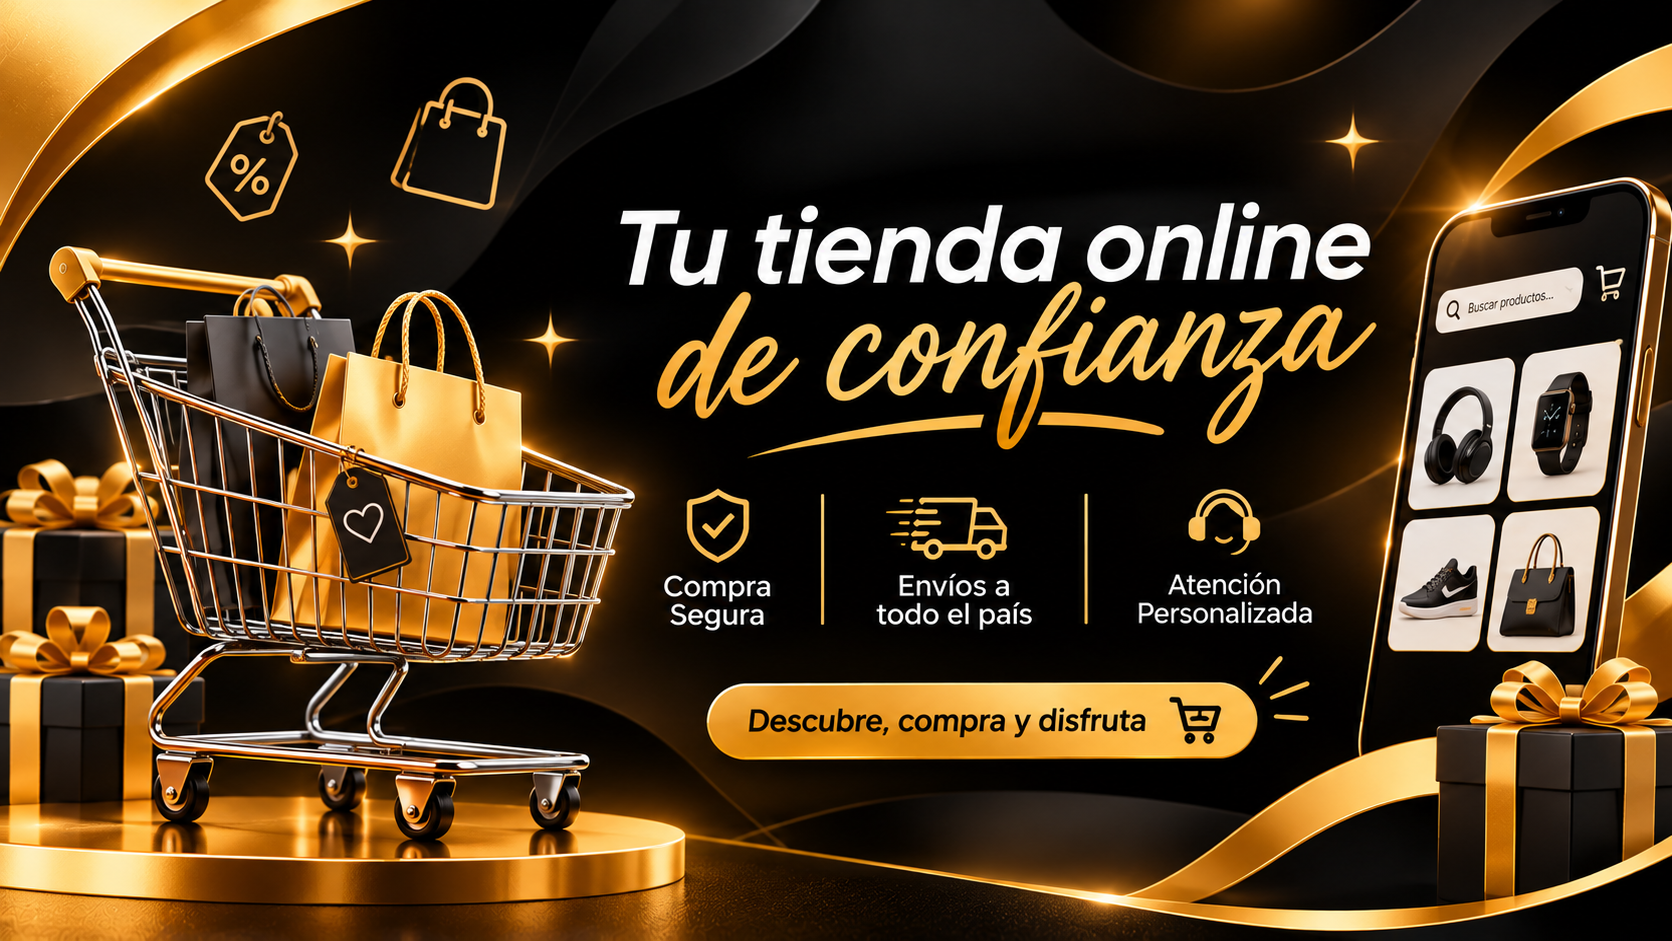 %
Tu tienda online
de confianza
Buscar productos...
Compra
Segura
Envíos a
todo el país
Atención
Personalizada
Descubre, compra y disfruta